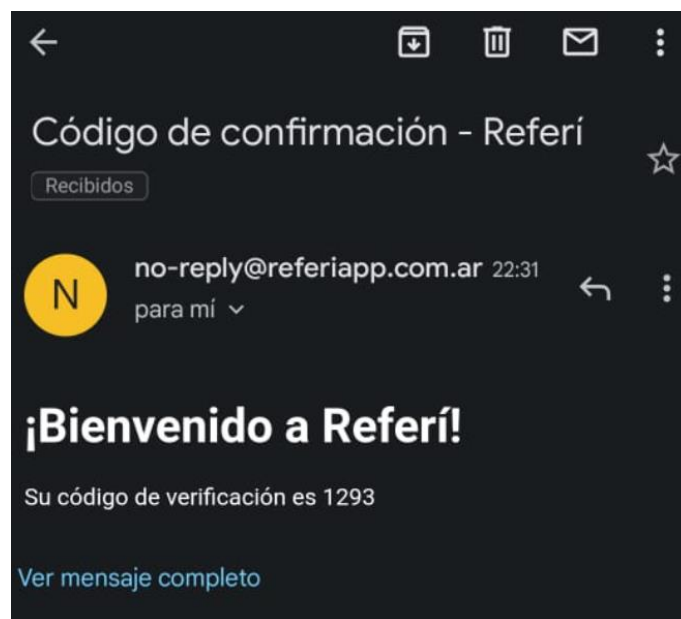 Código de confirmación - Referí
Recibidos
N
no-reply@referiapp.com.ar 22:31
para mí
¡Bienvenido a Referí!
Su código de verificación es 1293
Ver mensaje completo